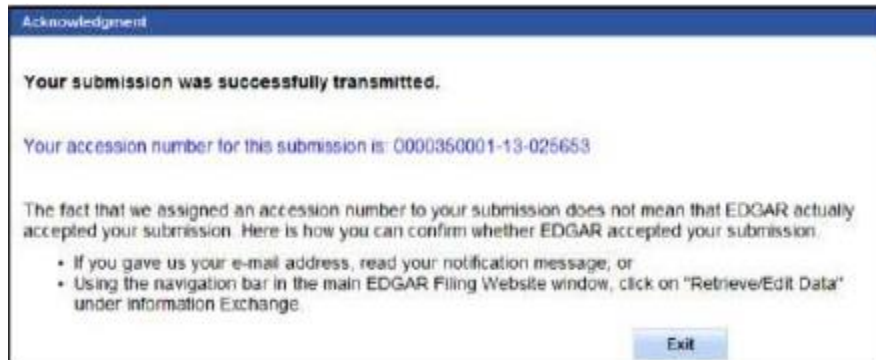 Acknowledgment
Your submission was successfully transmitted.
Your accession number for this submission is: 0000350001-13-025653
The fact that we assigned an accession number to your submission does not mean that EDGAR actually
accepted your submission. Here is how you can confirm whether EDGAR accepted your submission.
• If you gave us your e-mail address, read your notification message; or
• Using the navigation bar in the main EDGAR Filing Website window, click on "Retrieve/Edit Data"
under Information Exchange.
Exit